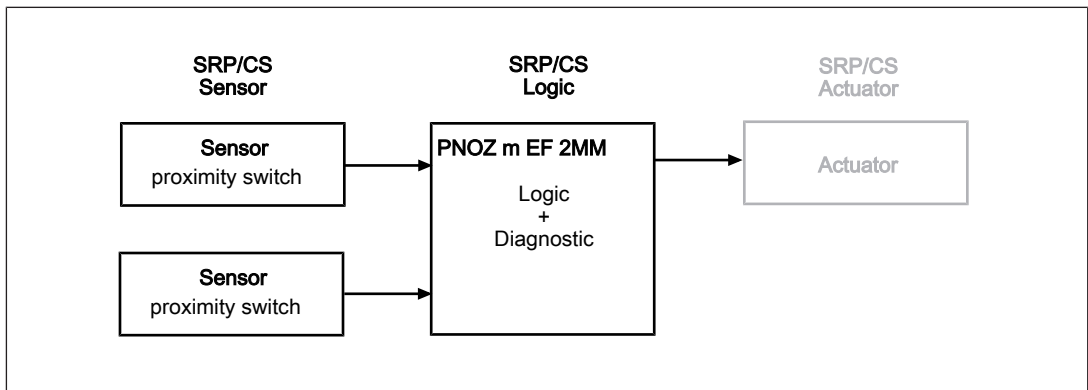 SRP/CS
Sensor
SRP/CS
Logic
SRP/CS
Actuator
Sensor
proximity switch
PNOZ m EF 2MM
Logic
+
Diagnostic
Actuator
Sensor
proximity switch